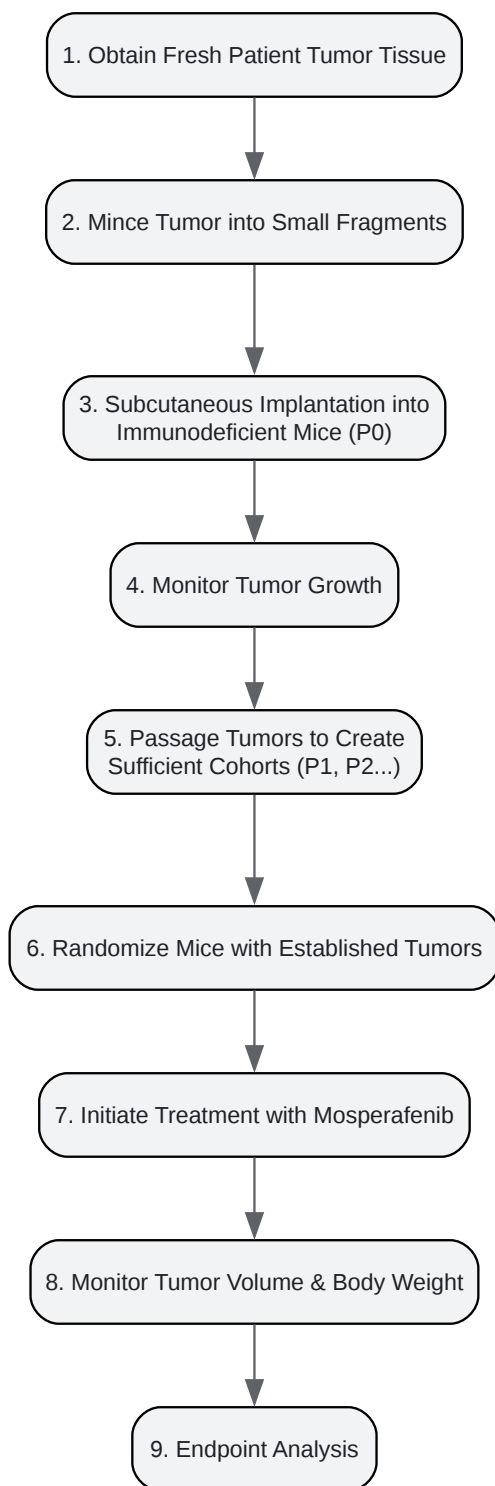 1. Obtain Fresh Patient Tumor Tissue
2. Mince Tumor into Small Fragments
3. Subcutaneous Implantation into
Immunodeficient Mice (P0)
4. Monitor Tumor Growth
5. Passage Tumors to Create
Sufficient Cohorts (P1, P2...)
6. Randomize Mice with Established Tumors
7. Initiate Treatment with Mosperafenib
8. Monitor Tumor Volume & Body Weight
9. Endpoint Analysis